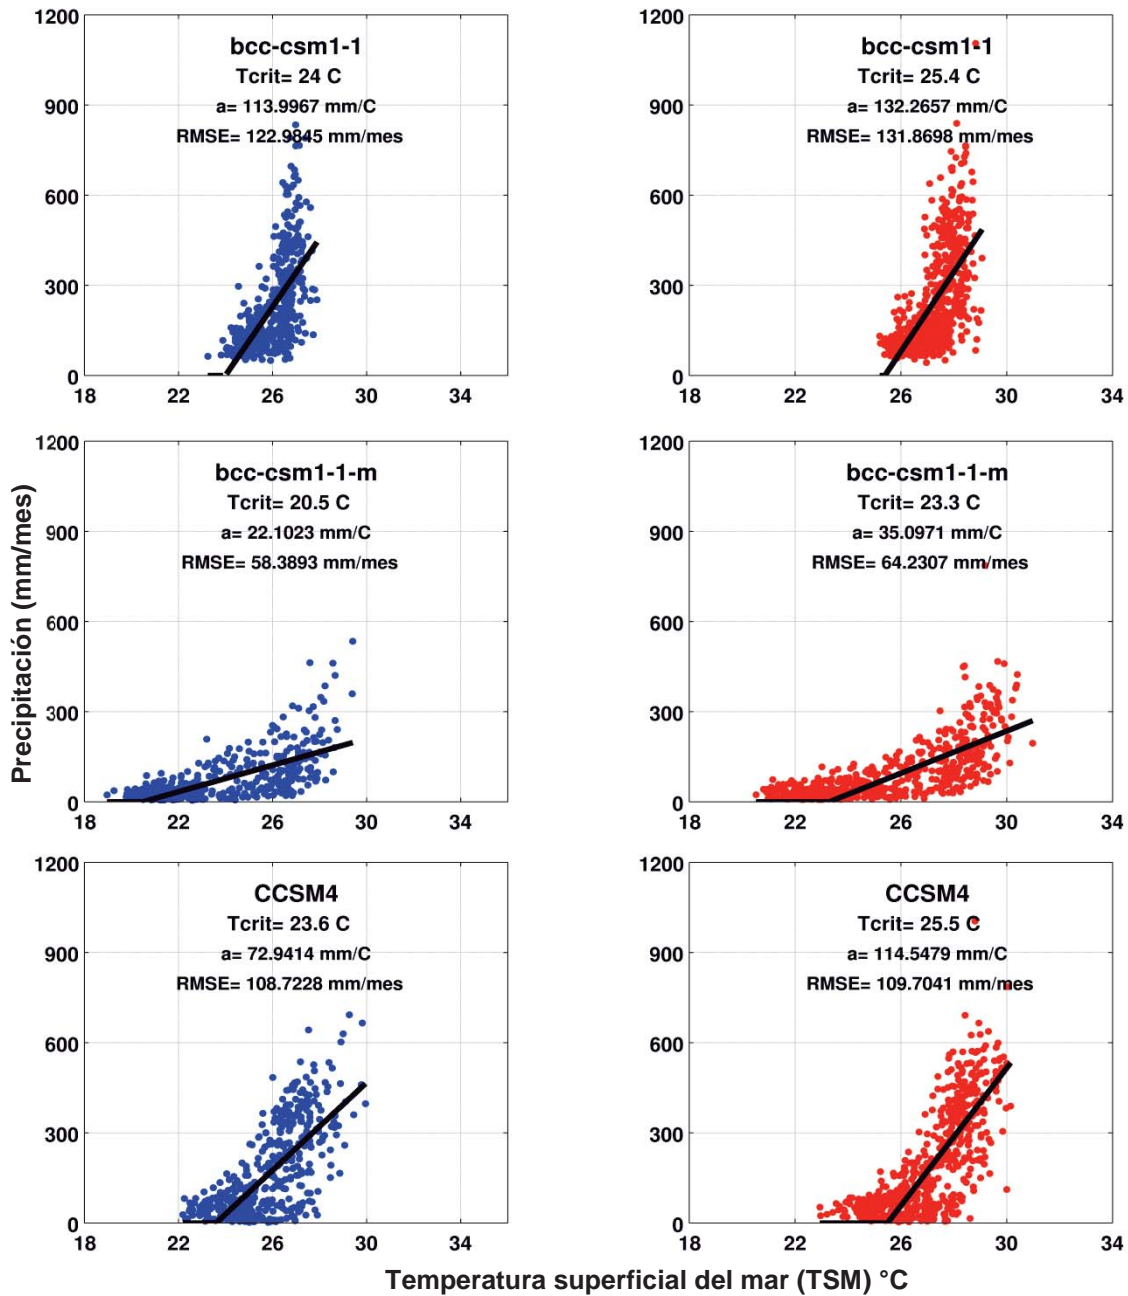 1200
900
600
300
0
18
22
26
30
34
bcc-csm1-1
Tcrit= 24 C
a= 113.9967 mm/C
RMSE= 122.9845 mm/mes
1200
900
600
300
0
18
22
26
30
34
bcc-csm1-1
Tcrit= 25.4 C
a= 132.2657 mm/C
RMSE= 131.8698 mm/mes
Precipitación (mm/mes)
1200
900
600
300
0
18
22
26
30
34
bcc-csm1-1-m
Tcrit= 20.5 C
a= 22.1023 mm/C
RMSE= 58.3893 mm/mes
1200
900
600
300
0
18
22
26
30
34
bcc-csm1-1-m
Tcrit= 23.3 C
a= 35.0971 mm/C
RMSE= 64.2307 mm/mes
1200
900
600
300
0
18
22
26
30
34
CCSM4
Tcrit= 23.6 C
a= 72.9414 mm/C
RMSE= 108.7228 mm/mes
1200
900
600
300
0
18
22
26
30
34
CCSM4
Tcrit= 25.5 C
a= 114.5479 mm/C
RMSE= 109.7041 mm/mes
Temperatura superficial del mar (TSM) °C